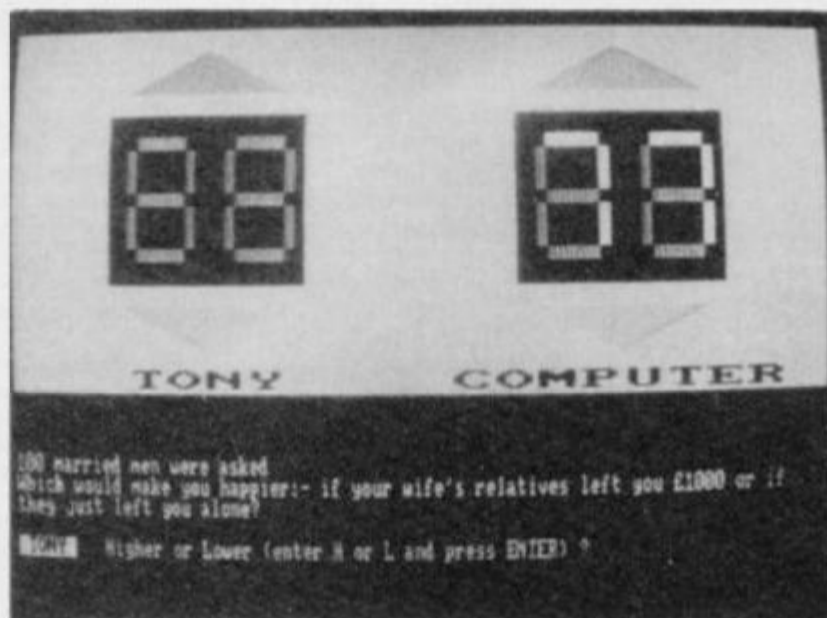 77
TONY COMPUTER
100 married men were asked
Which would make you happier:- if your wife's relatives left you £1000 or if
they just left you alone?
TONY Higher or Lower (enter H or L and press ENTER) ?